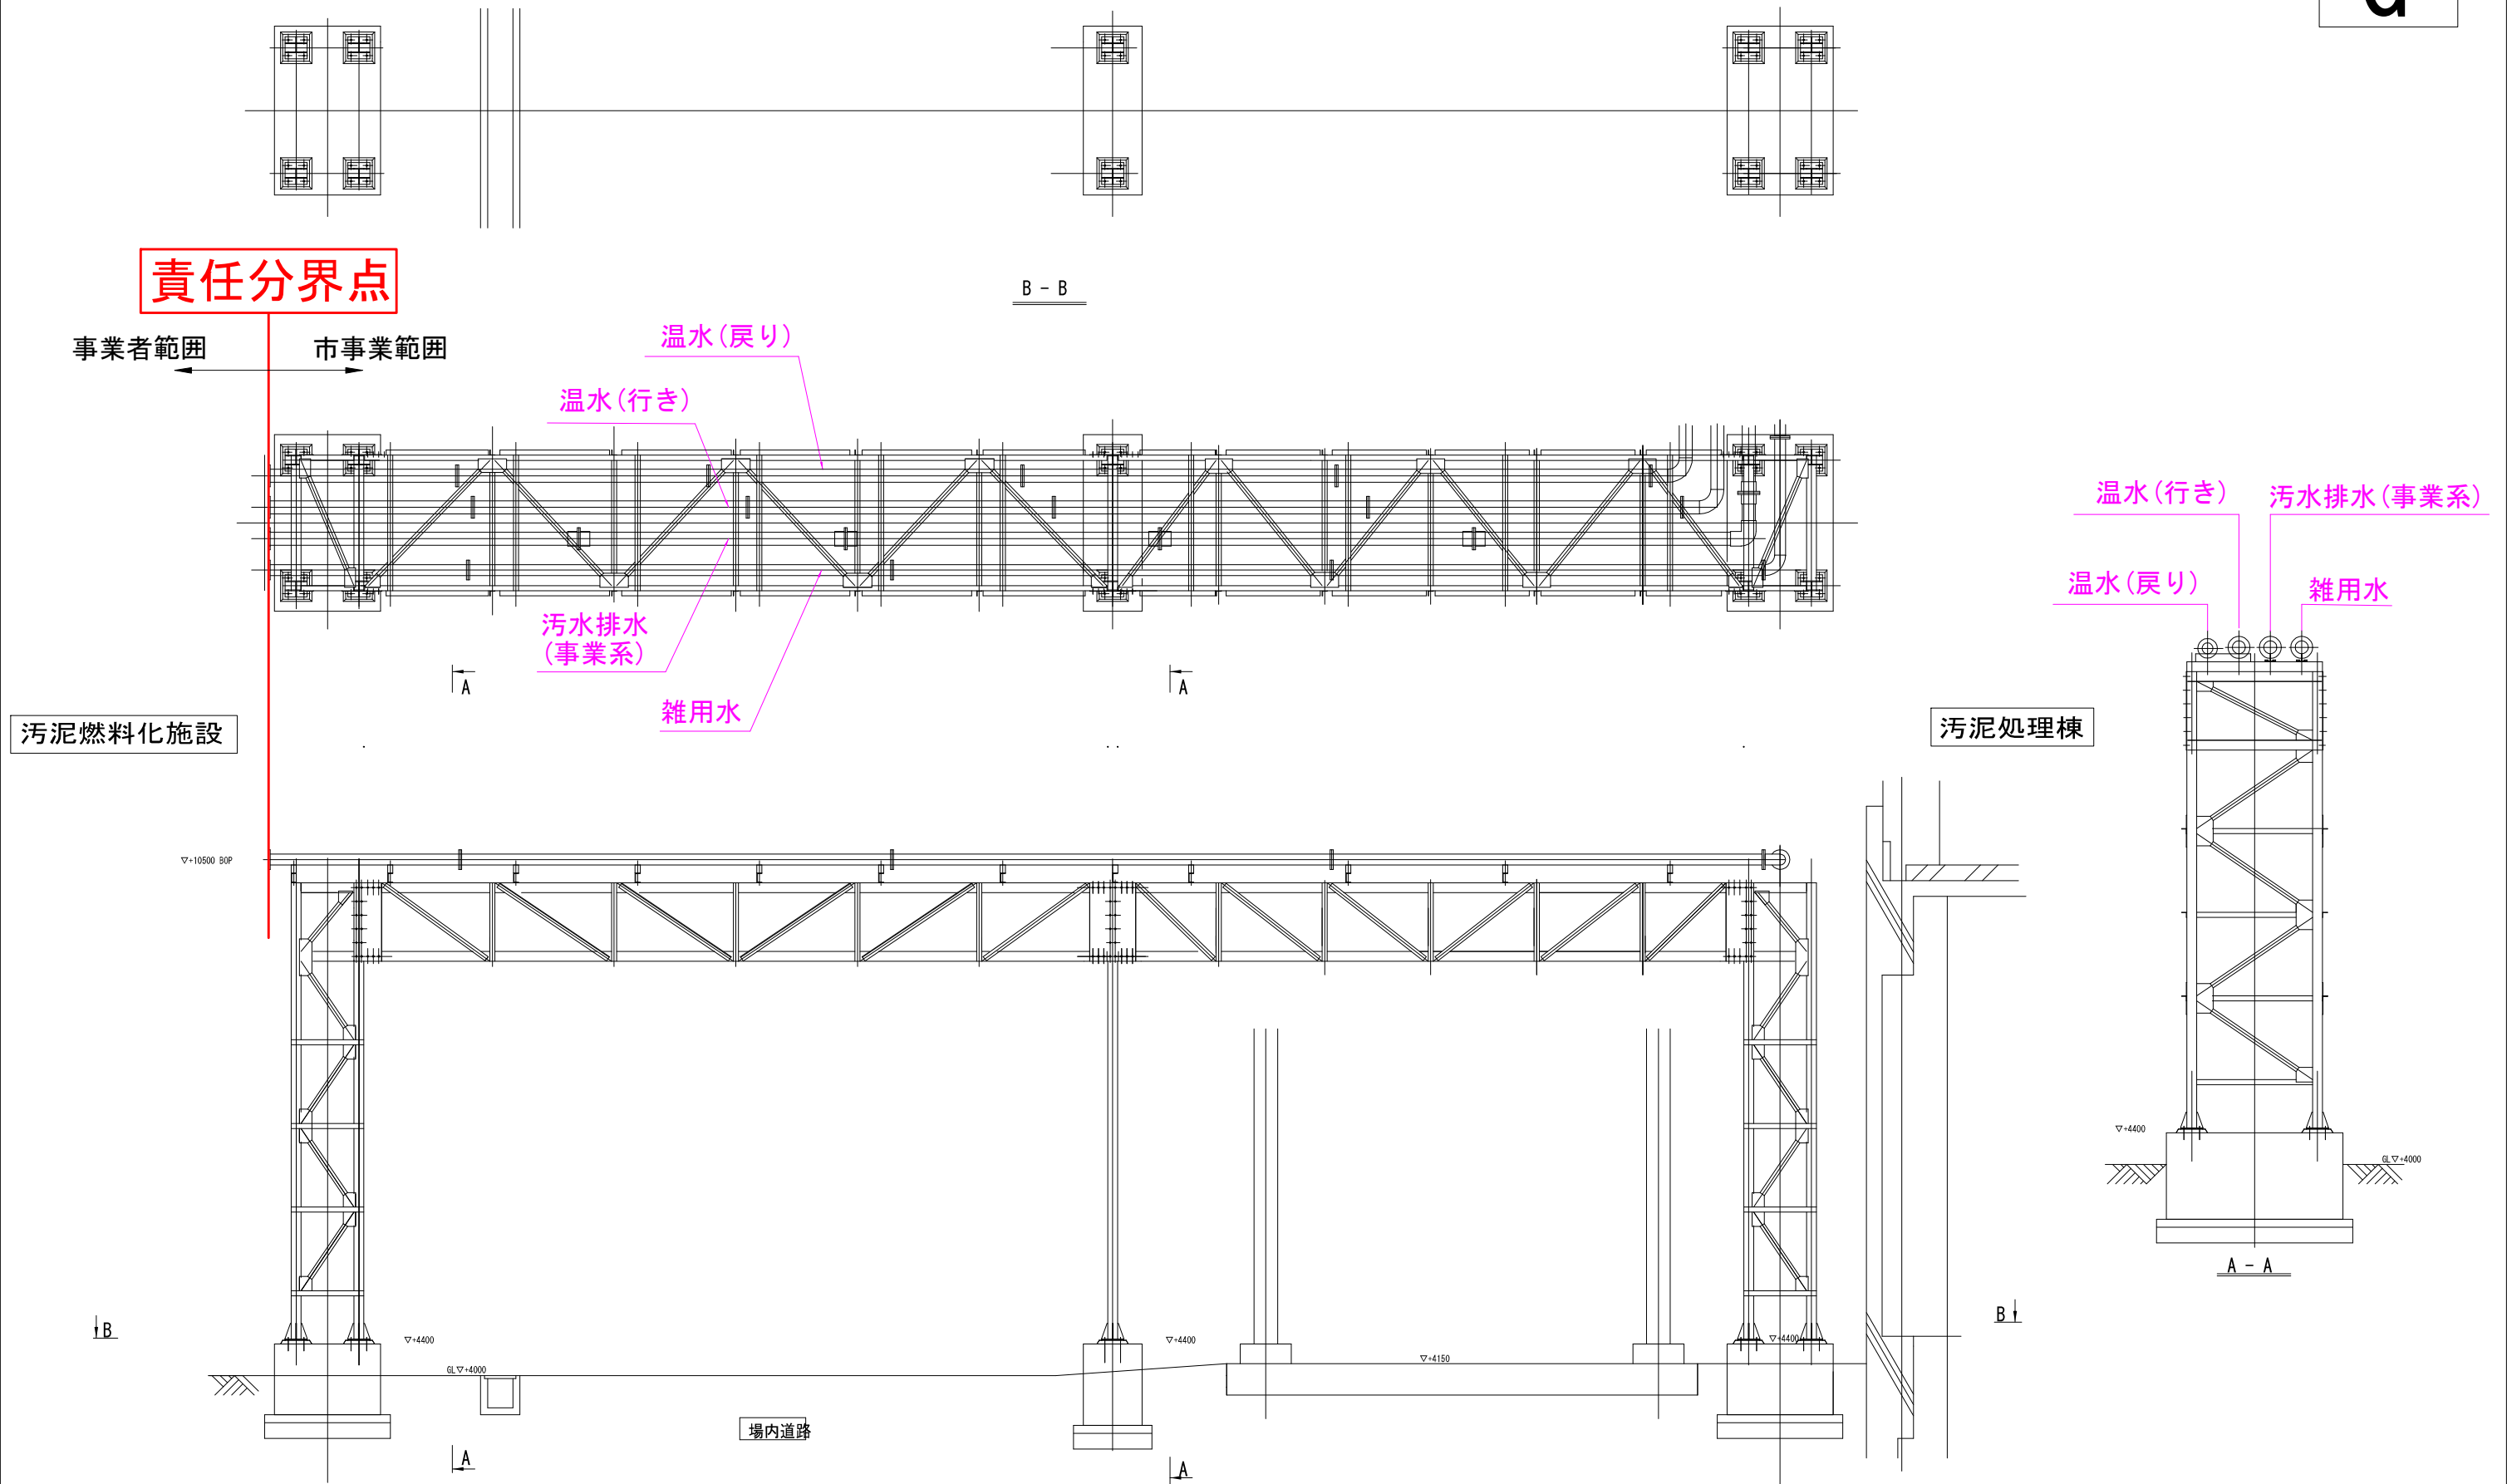 B - B
責任分界点
事業者範囲
市事業範囲
温水(戻り)
温水(行き)
汚水排水
(事業系)
雑用水
A
A
温水(行き)
汚水排水(事業系)
温水(戻り)
雑用水
汚泥燃料化施設
汚泥処理棟
▽+10500 BOP
▽+4400
GL▽+4000
A - A
B
B
▽+4400
▽+4400
▽+4400
▽+4150
GL▽+4000
場内道路
A
A